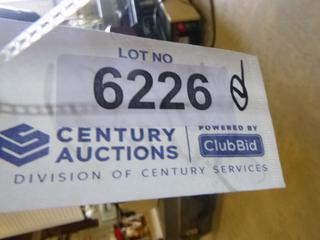 LOT NO
6226
CENTURY
AUCTIONS
POWERED BY
ClubBid
DIVISION OF CENTURY SERVICES